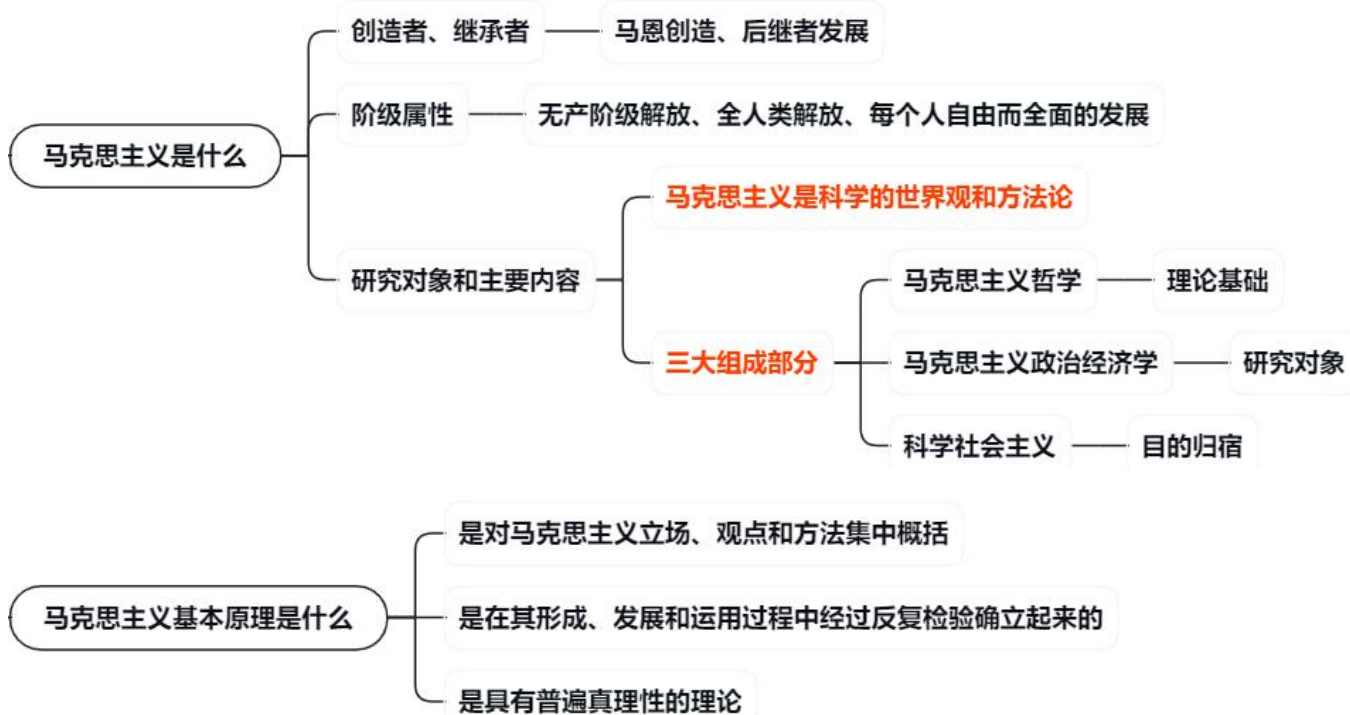 创造者、继承者
马恩创造、后继者发展
阶级属性
无产阶级解放、全人类解放、每个人自由而全面的发展
马克思主义是什么
马克思主义是科学的世界观和方法论
研究对象和主要内容
马克思主义哲学
理论基础
三大组成部分
马克思主义政治经济学
研究对象
科学社会主义
目的归宿
是对马克思主义立场、观点和方法集中概括
马克思主义基本原理是什么
是在其形成、发展和运用过程中经过反复检验确立起来的
是具有普遍真理性的理论